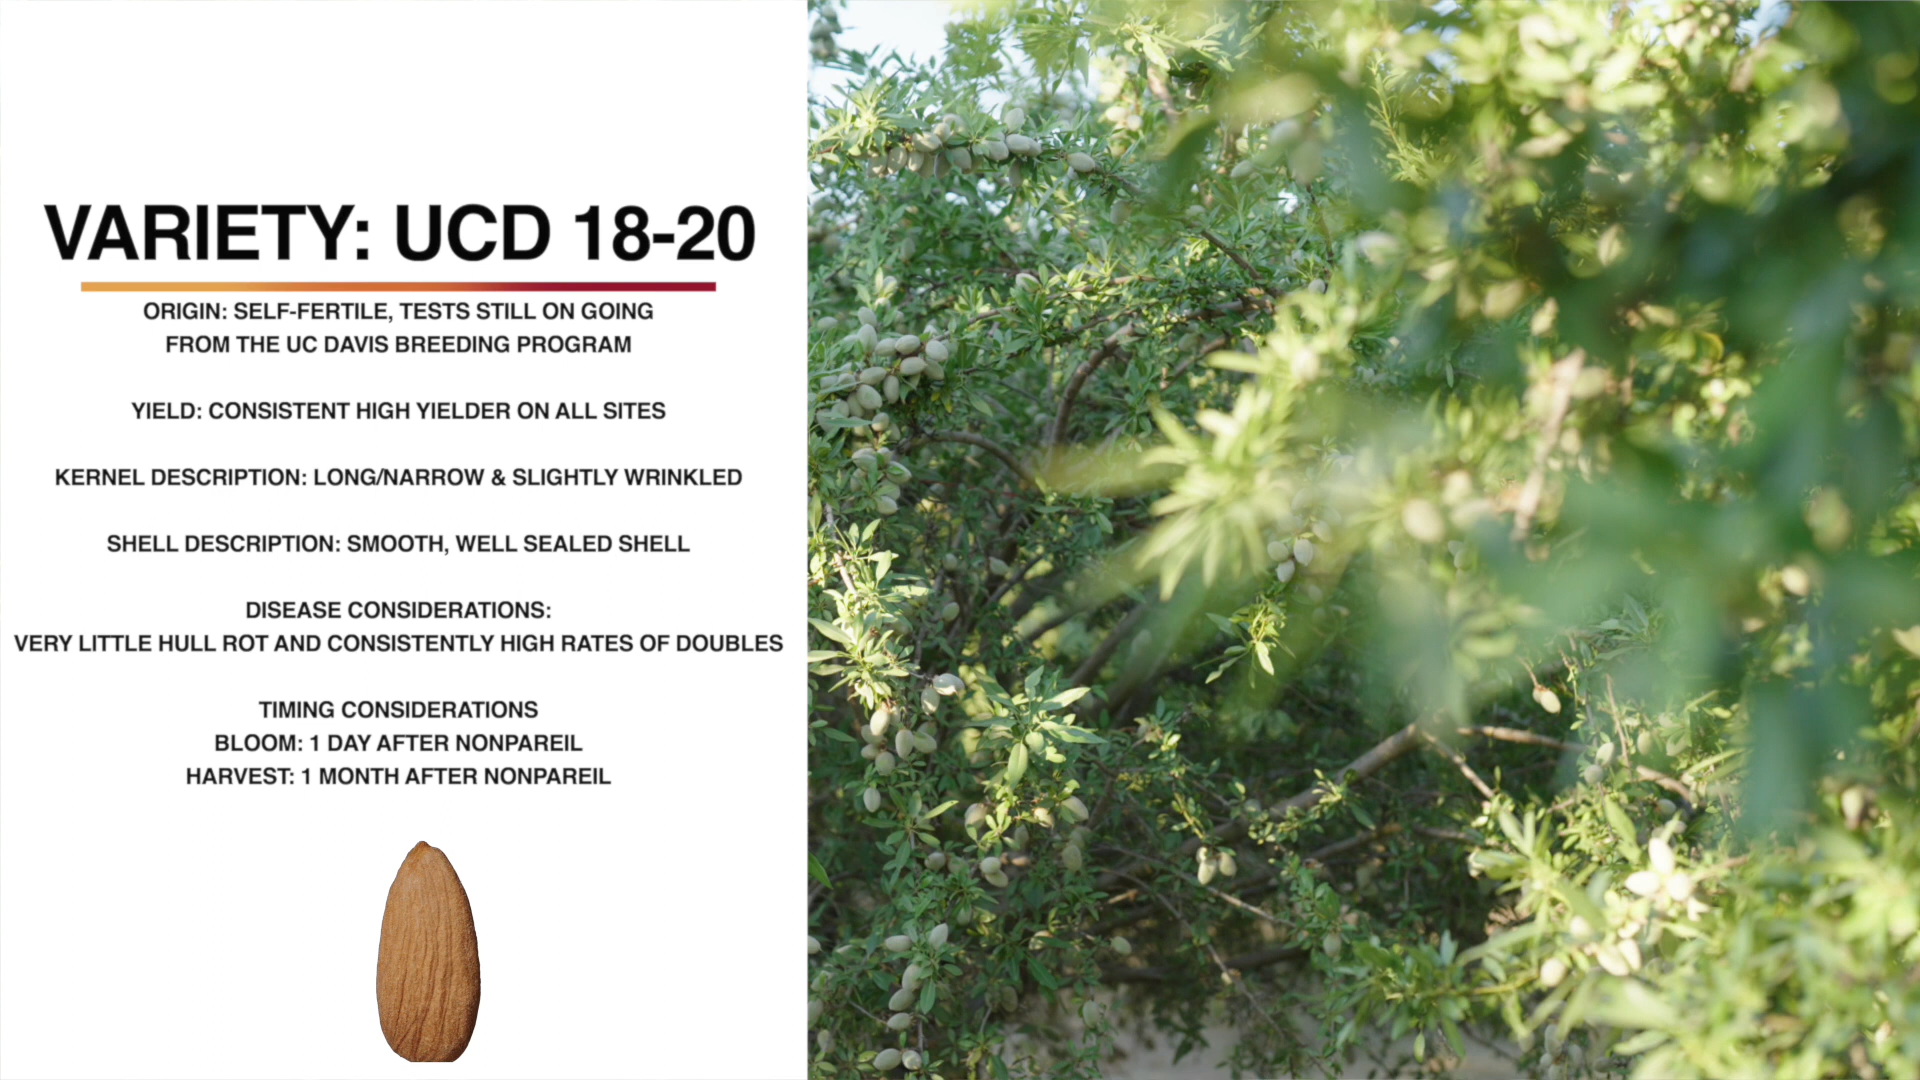 VARIETY: UCD 18-20
ORIGIN: SELF-FERTILE, TESTS STILL ON GOING
FROM THE UC DAVIS BREEDING PROGRAM
YIELD: CONSISTENT HIGH YIELDER ON ALL SITES
KERNEL DESCRIPTION: LONG/NARROW & SLIGHTLY WRINKLED
SHELL DESCRIPTION: SMOOTH, WELL SEALED SHELL
DISEASE CONSIDERATIONS:
VERY LITTLE HULL ROT AND CONSISTENTLY HIGH RATES OF DOUBLES
TIMING CONSIDERATIONS
BLOOM: 1 DAY AFTER NONPAREIL
HARVEST: 1 MONTH AFTER NONPAREIL